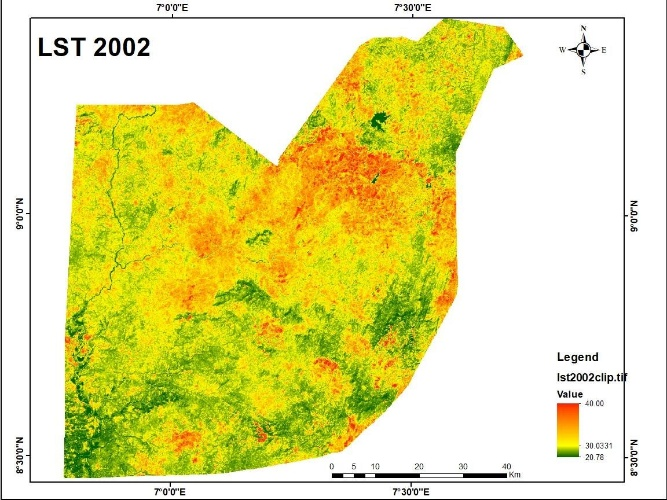 7°0'0"E 7°30'0"E
LST 2002
N
W E
S
9°0'0"N 9°0'0"N
Legend
lst2002clip.tif
Value
40.00
30.0331
20.78
8°30'0"N 8°30'0"N
0 5 10 20 30 40
Km
7°0'0"E 7°30'0"E